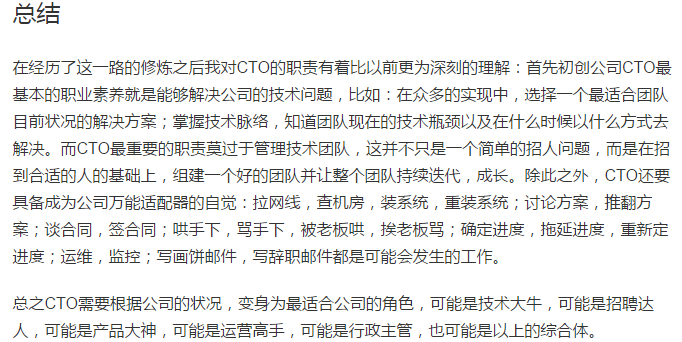 总结
在经历了这一路的修炼之后我对CTO的职责有着比以前更为深刻的理解：首先初创公司CTO最
基本的职业素养就是能够解决公司的技术问题，比如：在众多的实现中，选择一个最适合团队
目前状况的解决方案；掌握技术脉络，知道团队现在的技术瓶颈以及在什么时候以什么方式去
解决。而CTO最重要的职责莫过于管理技术团队，这并不只是一个简单的招人问题，而是在招
到合适的人的基础上，组建一个好的团队并让整个团队持续迭代，成长。除此之外，CTO还要
具备成为公司万能适配器的自觉：拉网线，查机房，装系统，重装系统；讨论方案，推翻方
案；谈合同，签合同；哄手下，骂手下，被老板哄，挨老板骂；确定进度，拖延进度，重新定
进度；运维，监控；写画饼邮件，写辞职邮件都是可能会发生的工作。
总之CTO需要根据公司的状况，变身为最适合公司的角色，可能是技术大牛，可能是招聘达
人，可能是产品大神，可能是运营高手，可能是行政主管，也可能是以上的综合体。